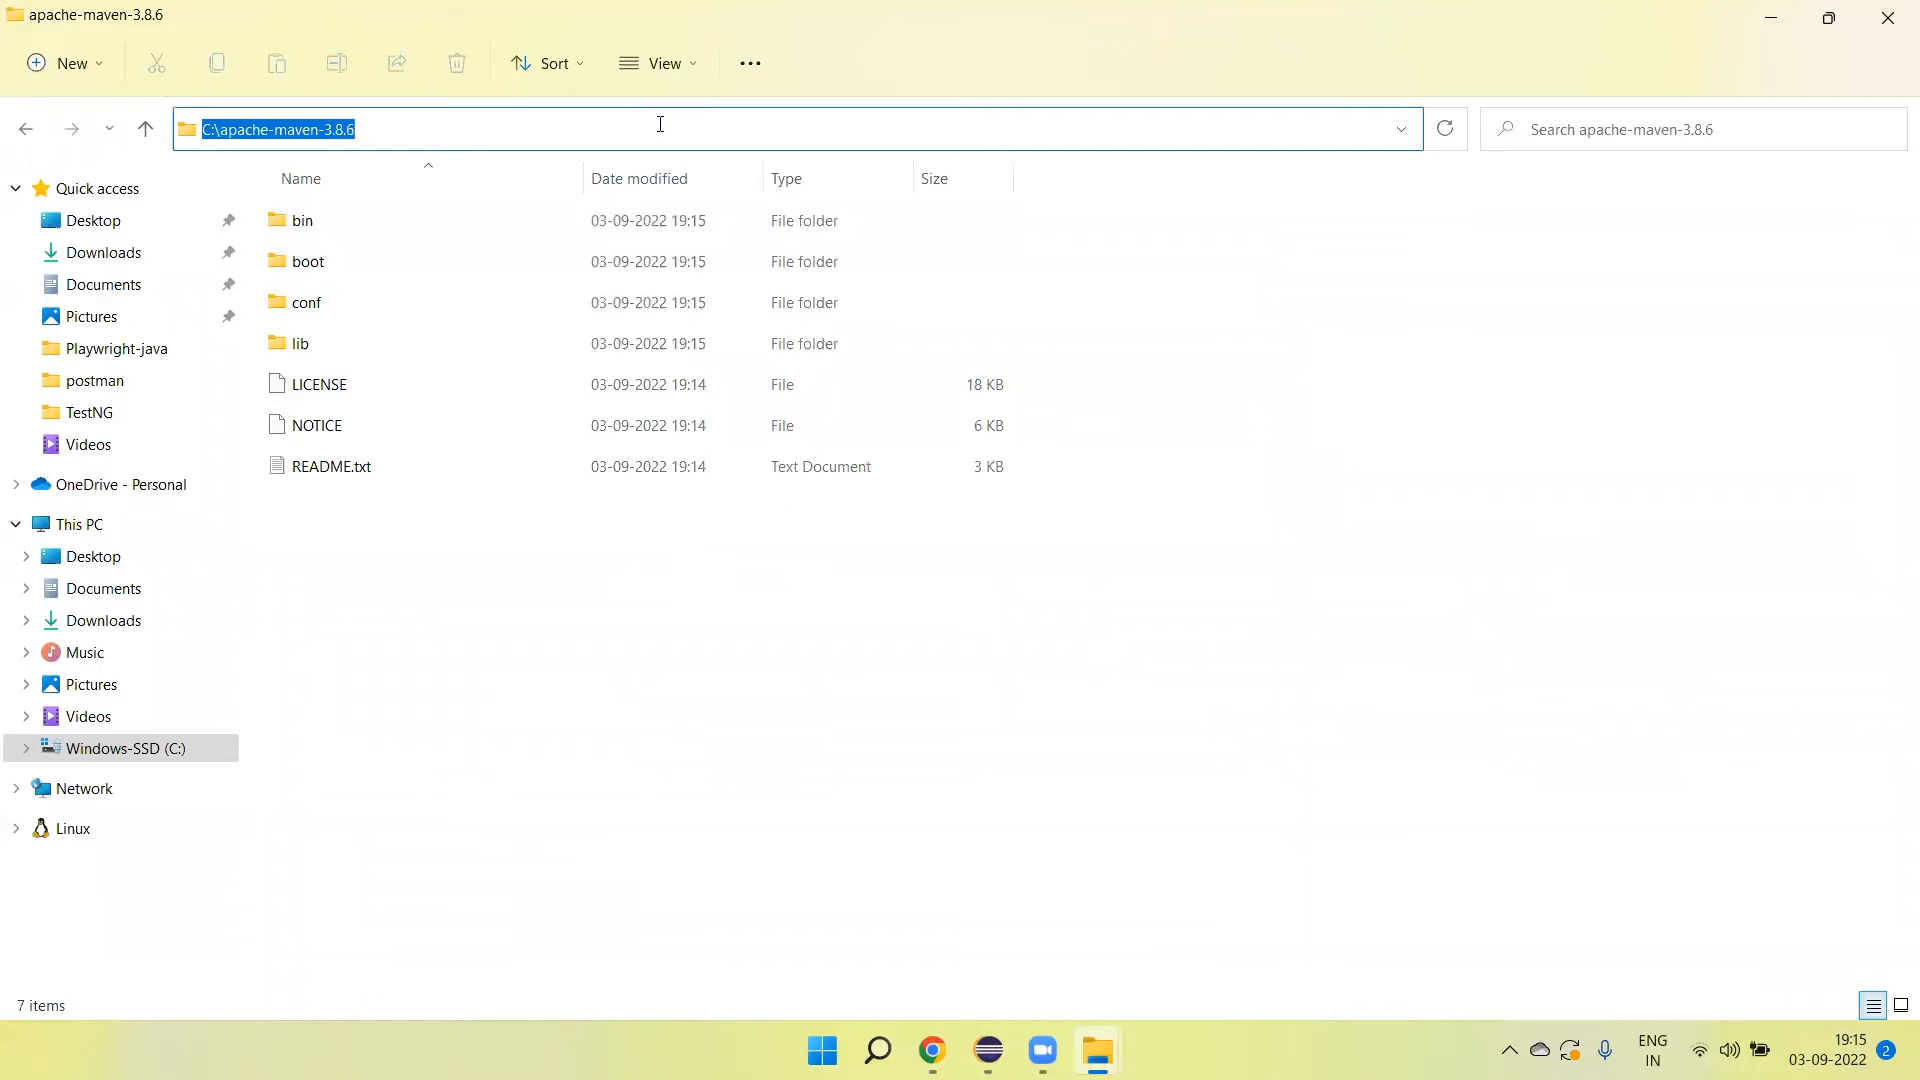 apache-maven-3.8.6
New
Sort
View
C:\apache-maven-3.8.6
Search apache-maven-3.8.6
Name Date modified Type Size
Quick access
Desktop
Downloads
Documents
Pictures
Playwright-java
postman
TestNG
Videos
OneDrive - Personal
This PC
Desktop
Documents
Downloads
Music
Pictures
Videos
Windows-SSD (C:)
Network
Linux
bin 03-09-2022 19:15 File folder
boot 03-09-2022 19:15 File folder
conf 03-09-2022 19:15 File folder
lib 03-09-2022 19:15 File folder
LICENSE 03-09-2022 19:14 File 18 KB
NOTICE 03-09-2022 19:14 File 6 KB
README.txt 03-09-2022 19:14 Text Document 3 KB
7 items
ENG
IN
19:15
03-09-2022
2